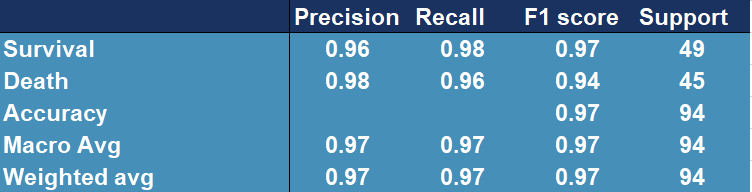 Precision Recall F1 score Support
Survival 0.96 0.98 0.97 49
Death 0.98 0.96 0.94 45
Accuracy 0.97 94
Macro Avg 0.97 0.97 0.97 94
Weighted avg 0.97 0.97 0.97 94